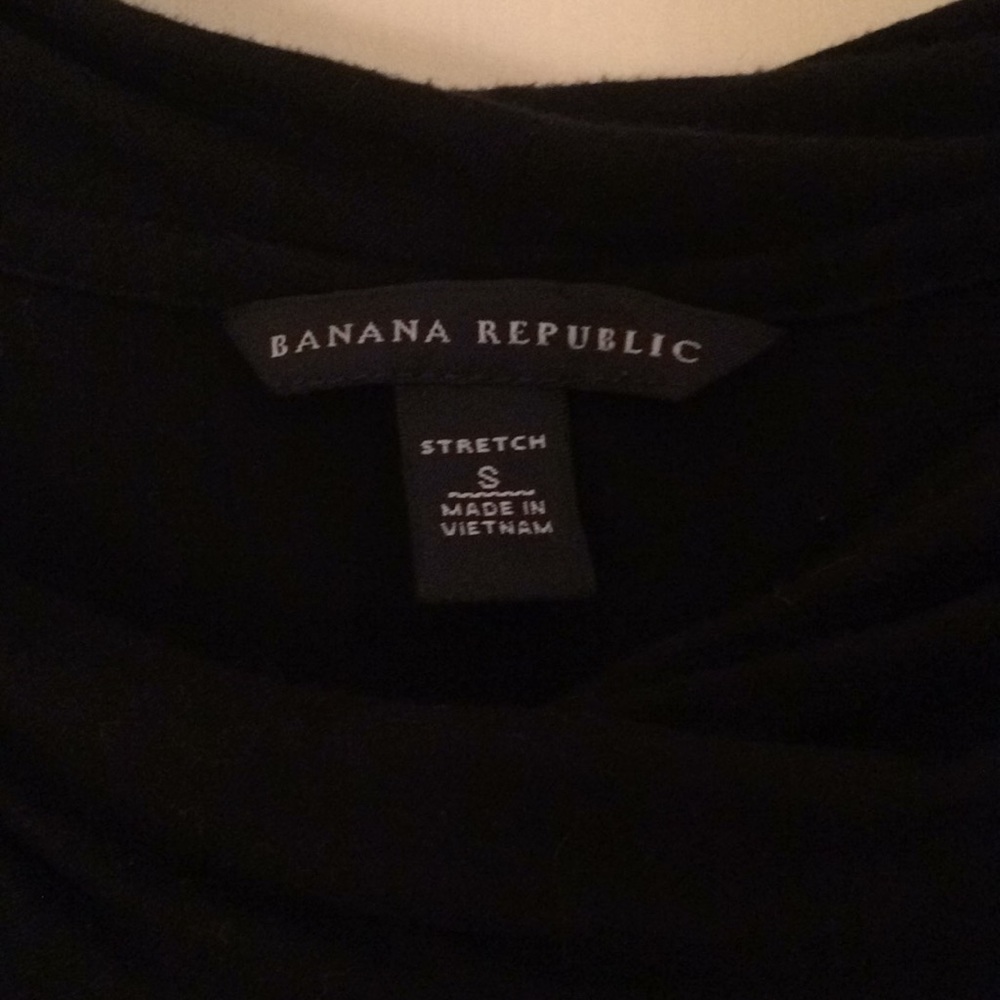 BANANA REPUBLIC
STRETCH
S
MADE IN
VIETNAM